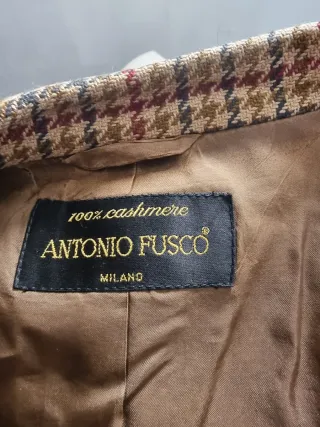 100% cashmere
ANTONIO FUSCO®
MILANO